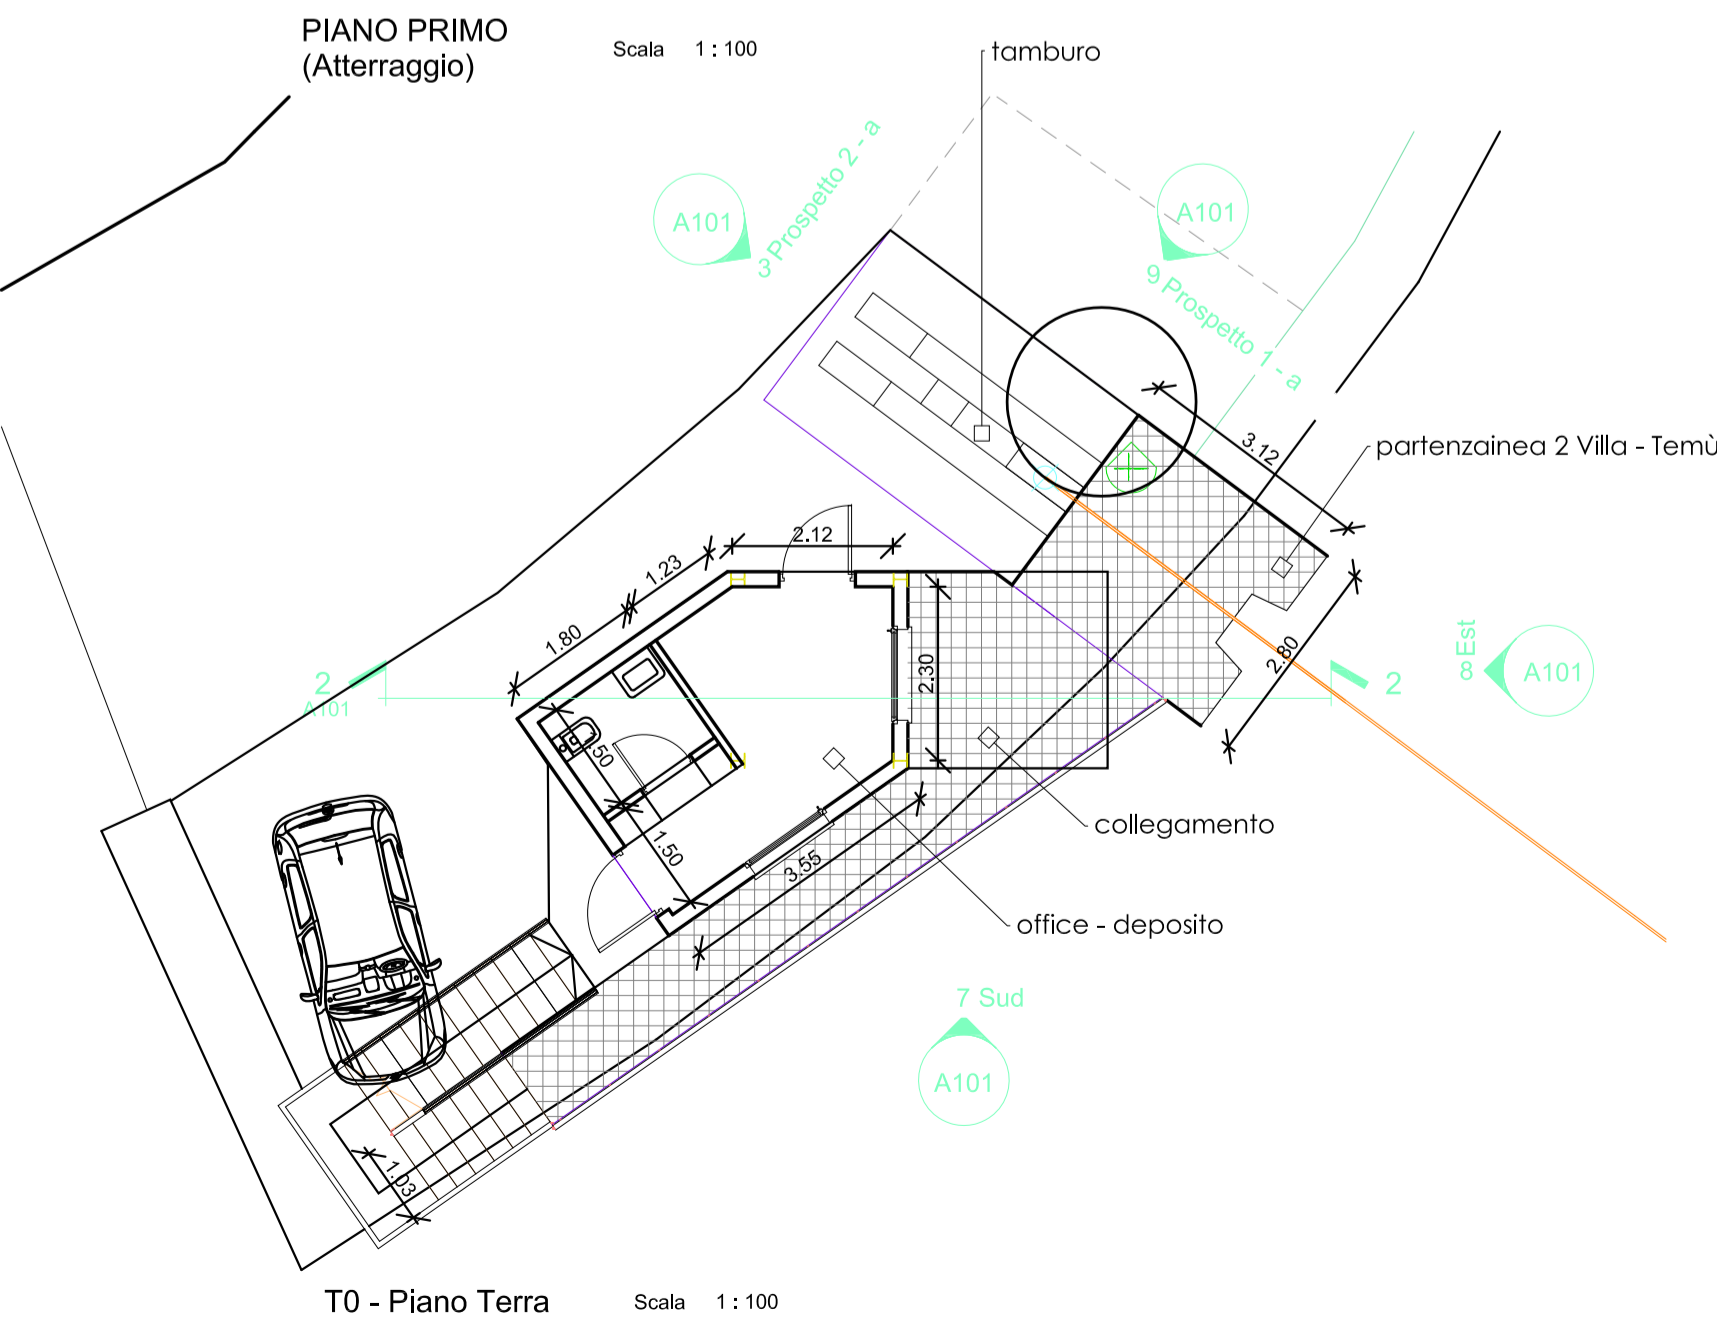 PIANO PRIMO
(Atterraggio)
Scala 1 : 100
tamburo
A101
3 Prospetto 2 - a
A101
9 Prospetto 1 - a
3.12
partenzainea 2 Villa - Temù
2.12
1.23
1.80
2.30
2.80
8 Est
A101
2
A101
2
.50
1.50
3.55
collegamento
office - deposito
7 Sud
A101
1.03
T0 - Piano Terra
Scala 1 : 100